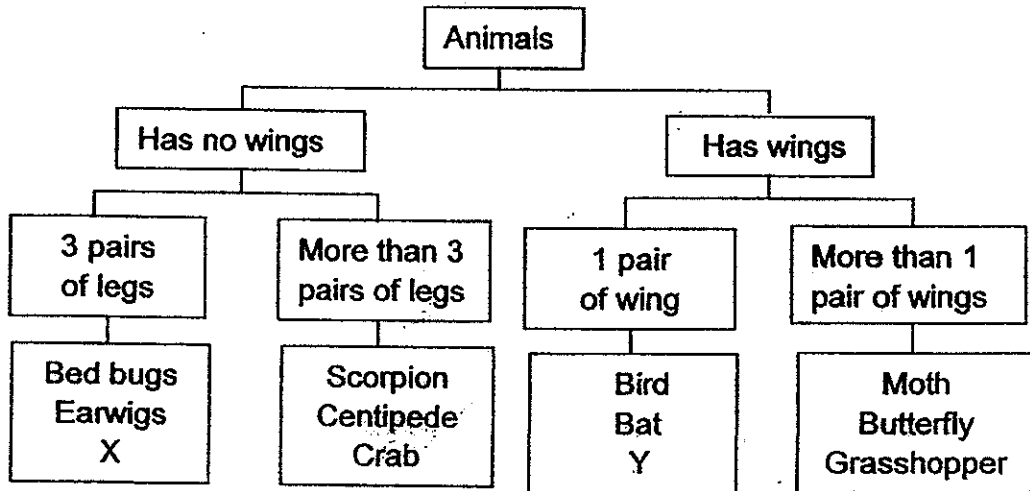 Animals
Has no wings
Has wings
3 pairs
of legs
More than 3
pairs of legs
1 pair
of wing
More than 1
pair of wings
Bed bugs
Earwigs
X
Scorpion
Centipede
Crab
Bird
Bat
Y
Moth
Butterfly
Grasshopper